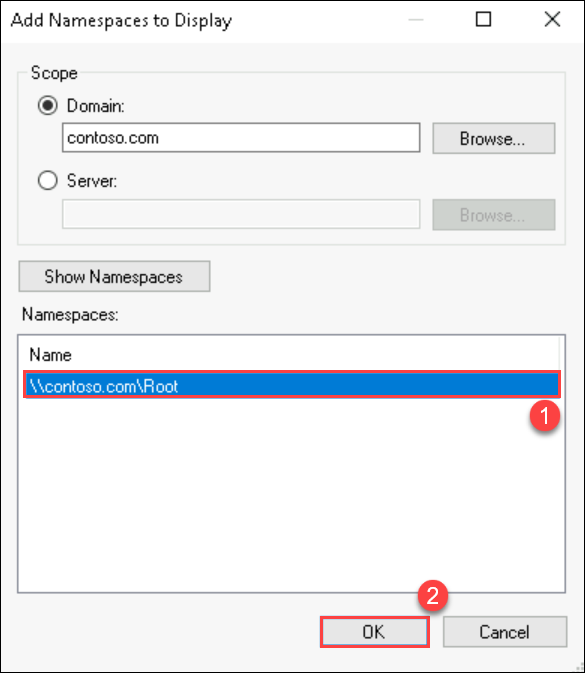 Add Namespaces to Display
Scope
Domain:
contoso.com
Browse...
Server:
Browse...
Show Namespaces
Namespaces:
Name
\\contoso.com\Root
1
2
OK
Cancel